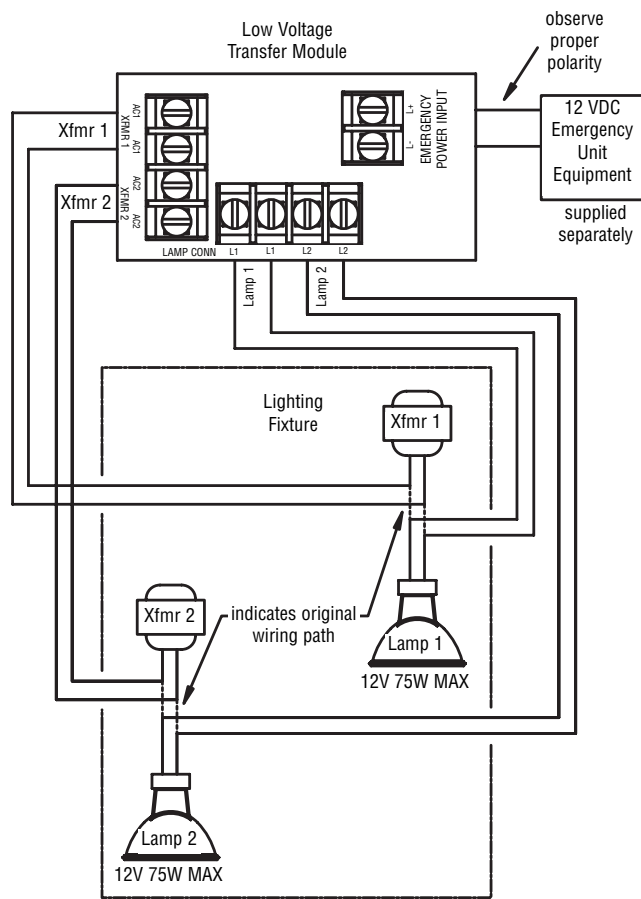 Low Voltage
Transfer Module
observe
proper
polarity
Xfmr 1
Xfmr 2
AC1
AC1
AC2
AC2
XFMR 1
XFMR 2
L+
L-
EMERGENCY
POWER INPUT
12 VDC
Emergency
Unit
Equipment
supplied
separately
LAMP CONN
L1
L1
L2
L2
Lamp 1
Lamp 2
Lighting
Fixture
Xfmr 1
Xfmr 2
indicates original
wiring path
Lamp 1
12V 75W MAX
Lamp 2
12V 75W MAX